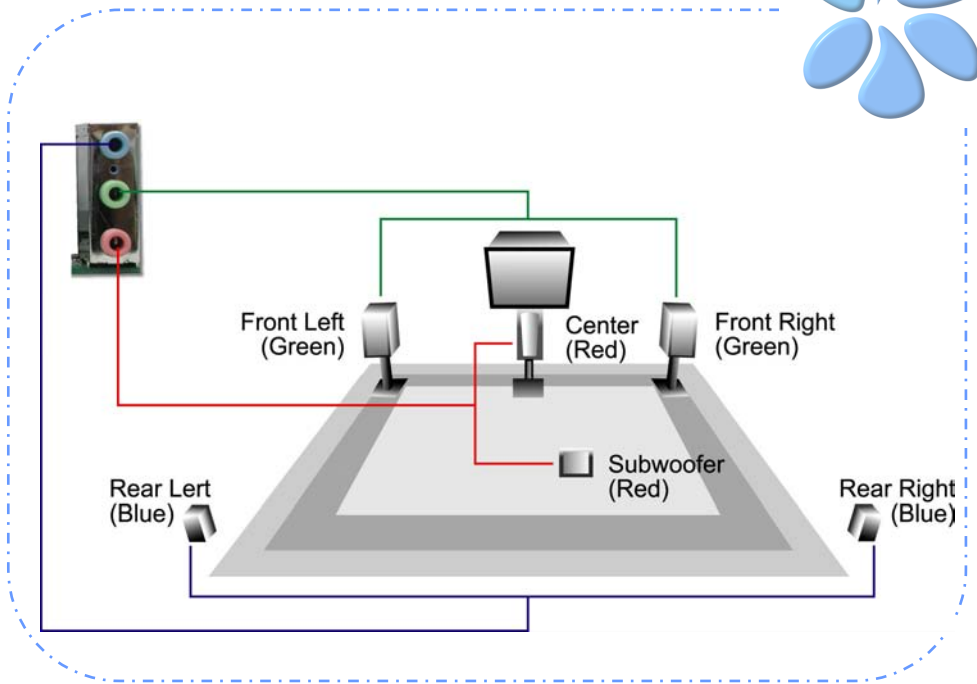 Front Left
(Green)
Center
(Red)
Front Right
(Green)
Subwoofer
(Red)
Rear Lert
(Blue)
Rear Right
(Blue)